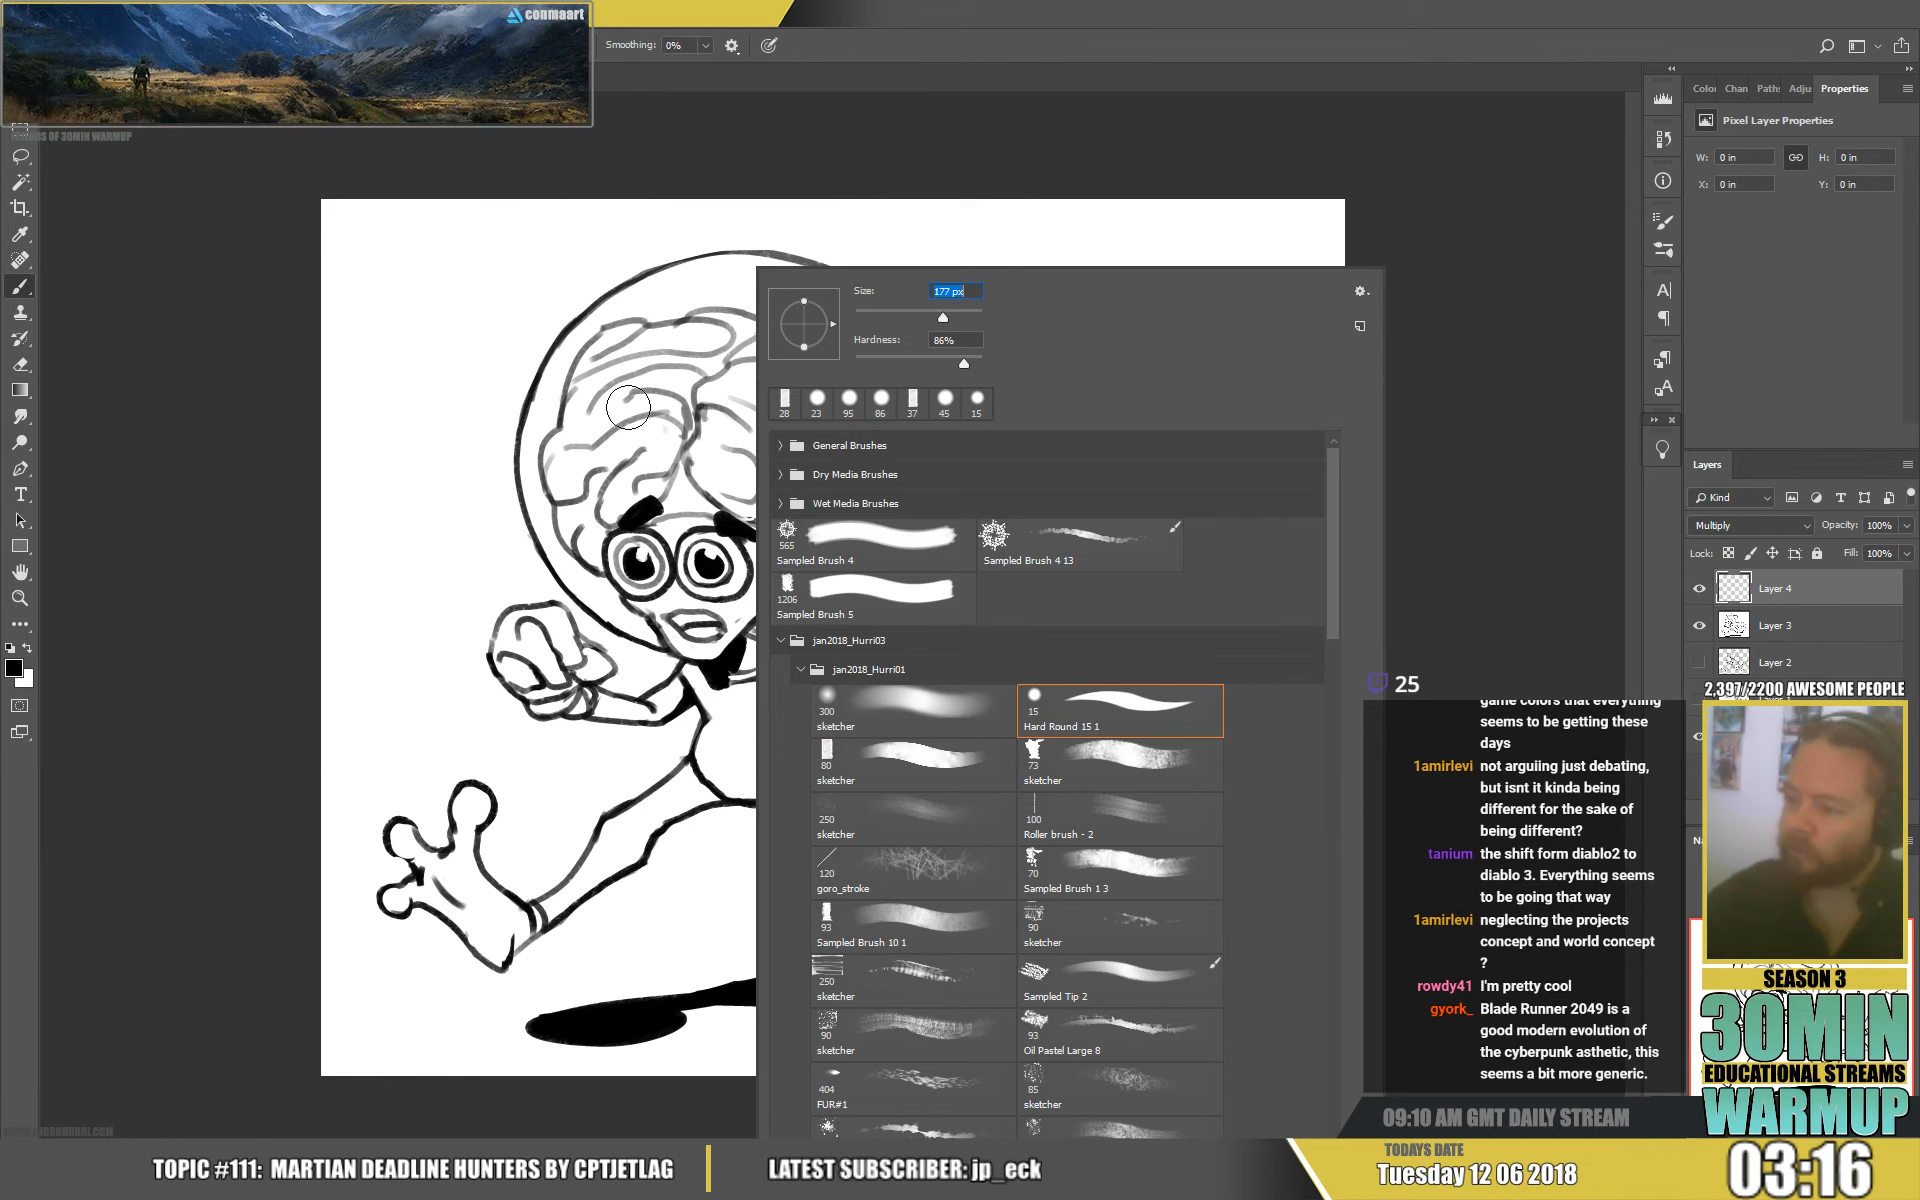 conmaart
Smoothing: 0%
OF 30MIN WARMUP
Chan Paths Adju Properties
Pixel Layer Properties
W: 0 in H: 0 in
X: 0 in Y: 0 in
Size: 177 px
Hardness: 86%
28 23 95 86 37 45 15
General Brushes
Dry Media Brushes
Wet Media Brushes
565
Sampled Brush 4 Sampled Brush 4 13
1206
Sampled Brush 5
jan2018_Hurri03
jan2018_Hurri01
300 15
sketcher Hard Round 15 1
80 73
sketcher sketcher
250 100
sketcher Roller brush - 2
120 70
goro_stroke Sampled Brush 1 3
93 90
Sampled Brush 10 1 sketcher
250
sketcher Sampled Tip 2
90 93
sketcher Oil Pastel Large 8
404 85
FUR#1 sketcher
Layers
Kind
Multiply Opacity: 100%
Lock: Fill: 100%
Layer 4
Layer 3
Layer 2
2,397/2200 AWESOME PEOPLE
25
game colors that everything
seems to be getting these
days
1amirlevi not arguiing just debating,
but isnt it kinda being
different for the sake of
being different?
tanium the shift form diablo2 to
diablo 3. Everything seems
to be going that way
1amirlevi neglecting the projects
concept and world concept
?
rowdy41 I'm pretty cool
gyork_ Blade Runner 2049 is a
good modern evolution of
the cyberpunk asthetic, this
seems a bit more generic.
SEASON 3
30MIN
EDUCATIONAL STREAMS
WARMUP
09:10 AM GMT DAILY STREAM
TOPIC #111: MARTIAN DEADLINE HUNTERS BY CPTJETLAG
LATEST SUBSCRIBER: jp_eck
TODAYS DATE
Tuesday 12 06 2018
03:16